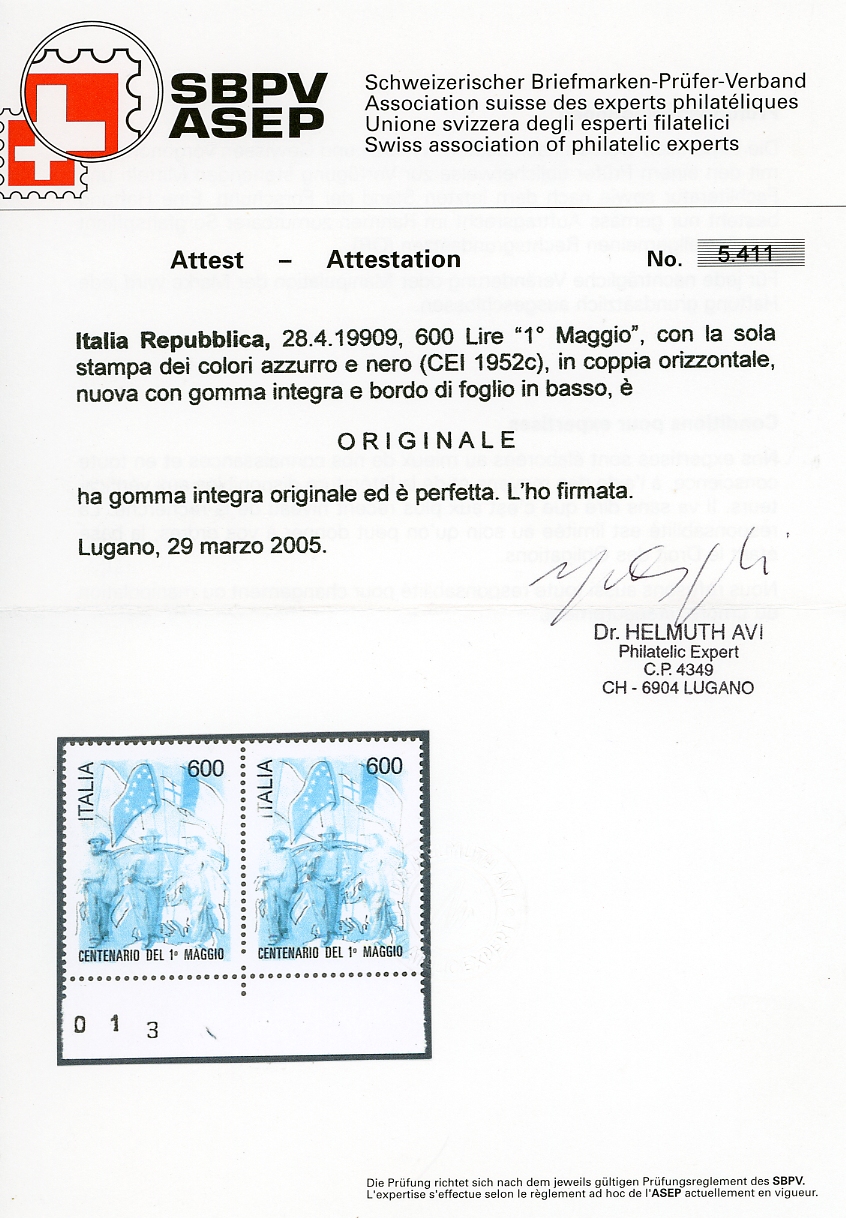 SBPV
ASEP
Schweizerischer Briefmarken-Prüfer-Verband
Association suisse des experts philatéliques
Unione svizzera degli esperti filatelici
Swiss association of philatelic experts
Attest – Attestation No. 5.411
Italia Repubblica, 28.4.19909, 600 Lire “1° Maggio”, con la sola
stampa dei colori azzurro e nero (CEI 1952c), in coppia orizzontale,
nuova con gomma integra e bordo di foglio in basso, è
ORIGINALE
ha gomma integra originale ed è perfetta. L'ho firmata.
Lugano, 29 marzo 2005.
Dr. HELMUTH AVI
Philatelic Expert
C.P. 4349
CH - 6904 LUGANO
ITALIA 600 ITALIA 600
CENTENARIO DEL 1° MAGGIO CENTENARIO DEL 1° MAGGIO
0 1 3
Die Prüfung richtet sich nach dem jeweils gültigen Prüfungsreglement des SBPV.
L'expertise s'effectue selon le règlement ad hoc de l'ASEP actuellement en vigueur.